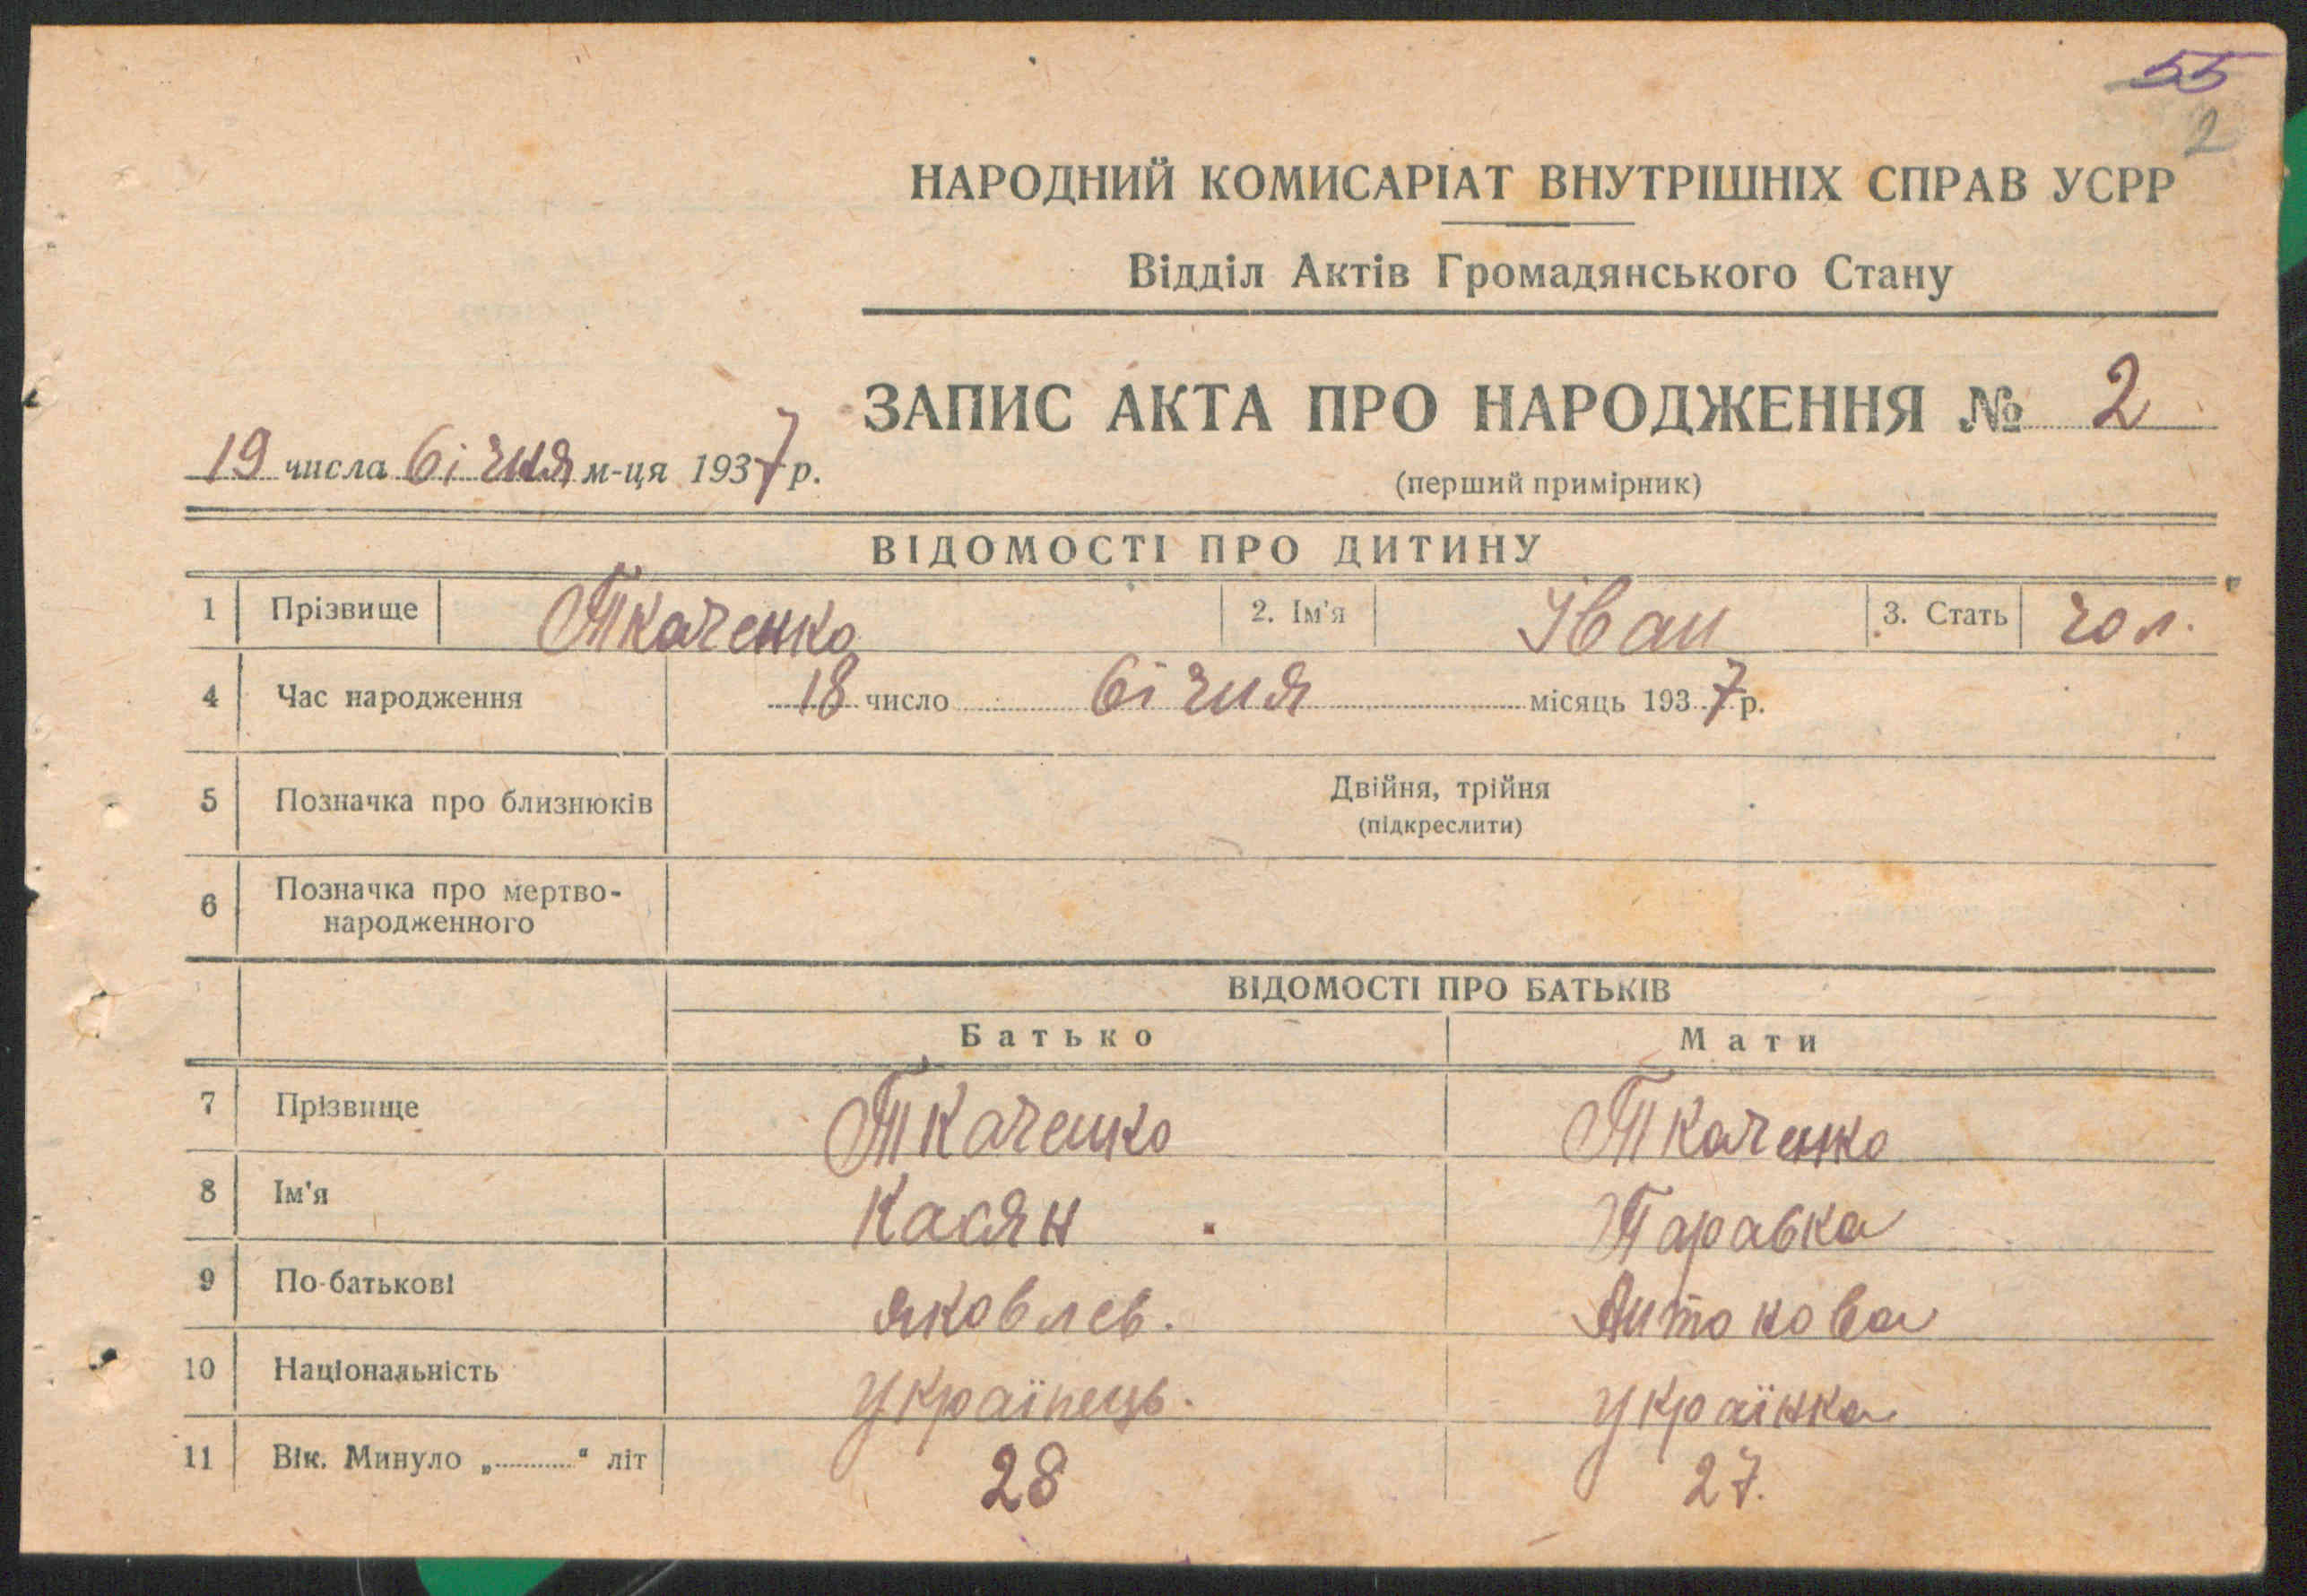 55
2
НАРОДНИЙ КОМИСАРІАТ ВНУТРІШНІХ СПРАВ УСРР
Відділ Актів Громадянського Стану
ЗАПИС АКТА ПРО НАРОДЖЕННЯ № 2
19 числа січня м-ця 1937 р.
(перший примірник)
ВІДОМОСТІ ПРО ДИТИНУ
1 Прізвище Ткаченко 2. Ім'я Іван 3. Стать чол.
4 Час народження 18 число січня місяць 1937 р.
5 Позначка про близнюків Двійня, трійня
(підкреслити)
6 Позначка про мертво-
народженного
ВІДОМОСТІ ПРО БАТЬКІВ
Батько Мати
7 Прізвище Ткаченко Ткаченко
8 Ім'я Касян
9 По-батькові Яковлев. Антонова
10 Національність Українець. Українка
11 Вік. Минуло „ “ літ 28 27.